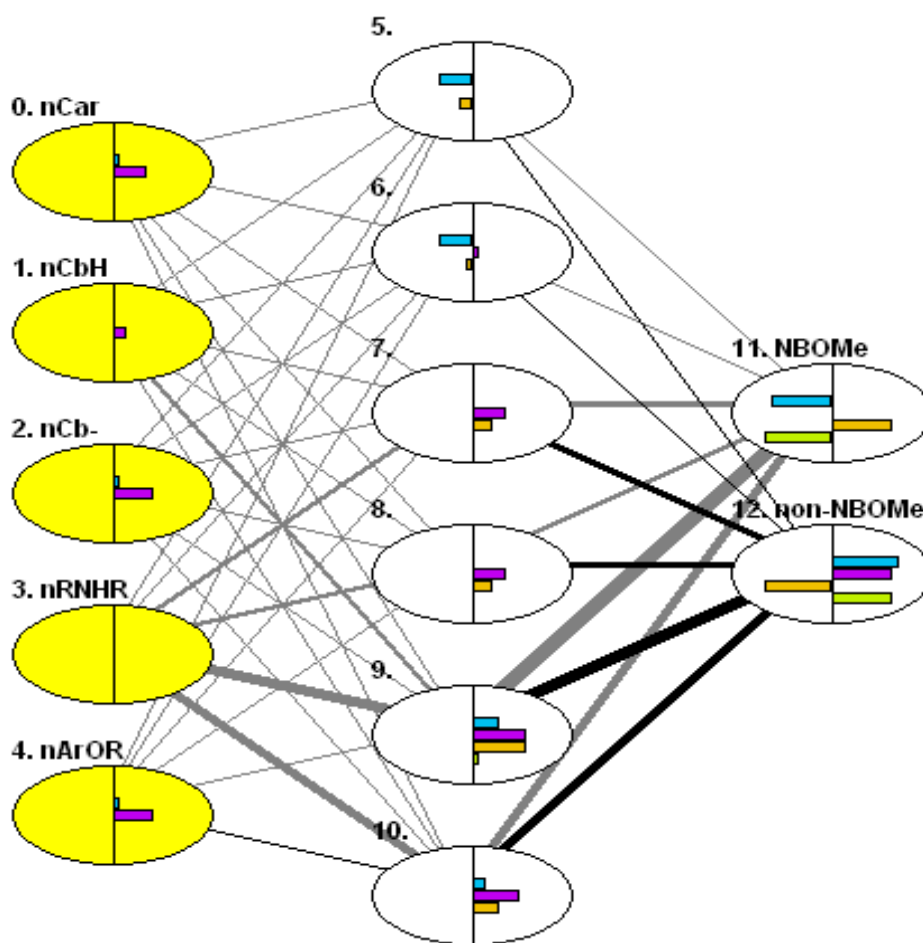 0. nCar
1. nCbH
2. nCb-
3. nRNHR
4. nArOR
5.
6.
7.
8.
9.
10.
11. NBOMe
12. non-NBOMe